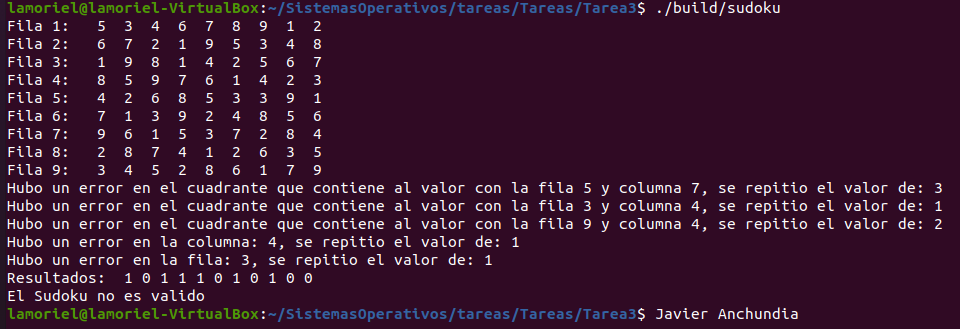 lamoriel@lamoriel-VirtualBox:~/SistemasOperativos/tareas/Tareas/Tarea3$ ./build/sudoku
Fila 1:   5  3  4  6  7  8  9  1  2
Fila 2:   6  7  2  1  9  5  3  4  8
Fila 3:   1  9  8  1  4  2  5  6  7
Fila 4:   8  5  9  7  6  1  4  2  3
Fila 5:   4  2  6  8  5  3  3  9  1
Fila 6:   7  1  3  9  2  4  8  5  6
Fila 7:   9  6  1  5  3  7  2  8  4
Fila 8:   2  8  7  4  1  2  6  3  5
Fila 9:   3  4  5  2  8  6  1  7  9
Hubo un error en el cuadrante que contiene al valor con la fila 5 y columna 7, se repitio el valor de: 3
Hubo un error en el cuadrante que contiene al valor con la fila 3 y columna 4, se repitio el valor de: 1
Hubo un error en el cuadrante que contiene al valor con la fila 9 y columna 4, se repitio el valor de: 2
Hubo un error en la columna: 4, se repitio el valor de: 1
Hubo un error en la fila: 3, se repitio el valor de: 1
Resultados:  1 0 1 1 1 0 1 0 1 0 0
El Sudoku no es valido
lamoriel@lamoriel-VirtualBox:~/SistemasOperativos/tareas/Tareas/Tarea3$ Javier Anchundia